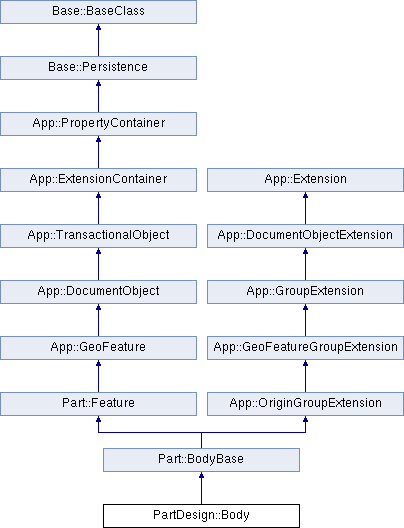 Base::BaseClass
Base::Persistence
App::PropertyContainer
App::ExtensionContainer
App::Extension
App::TransactionalObject
App::DocumentObjectExtension
App::DocumentObject
App::GroupExtension
App::GeoFeature
App::GeoFeatureGroupExtension
Part::Feature
App::OriginGroupExtension
Part::BodyBase
PartDesign::Body